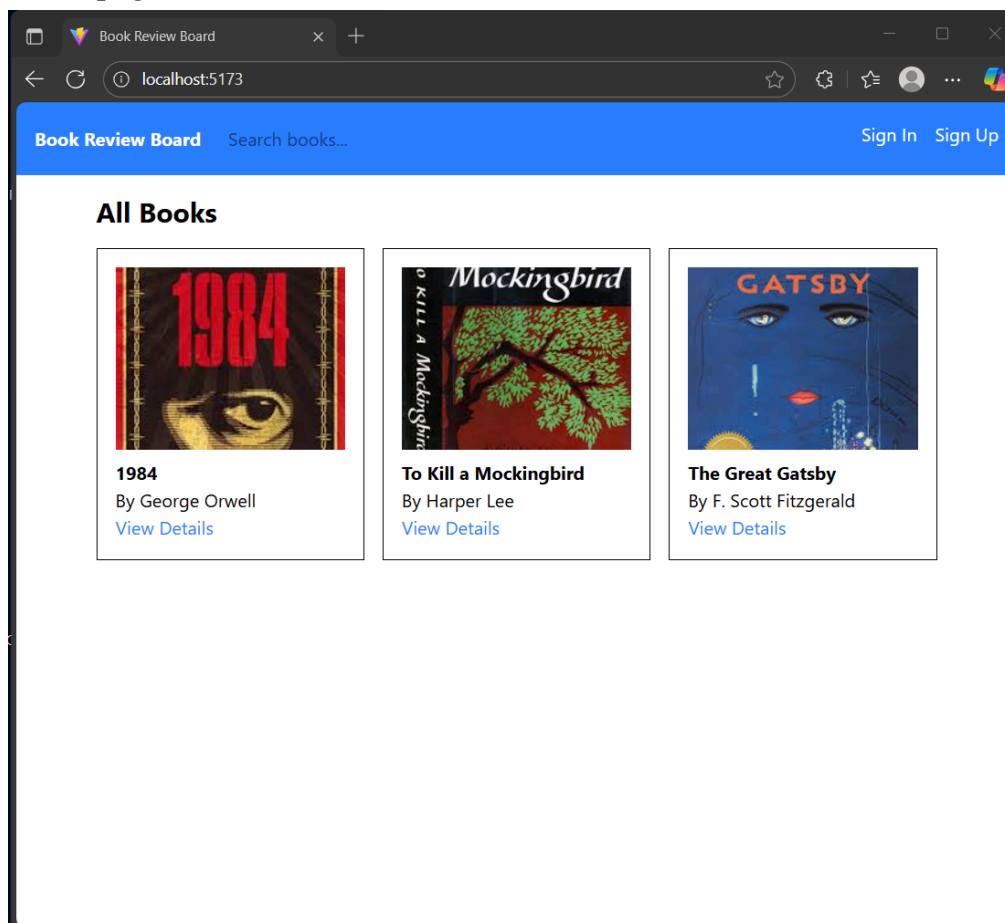 Book Review Board
localhost:5173
Book Review Board Search books... Sign In Sign Up
All Books
1984
O KILL A Mockingbird
Mockingbird
GATSBY
1984
By George Orwell
View Details
To Kill a Mockingbird
By Harper Lee
View Details
The Great Gatsby
By F. Scott Fitzgerald
View Details